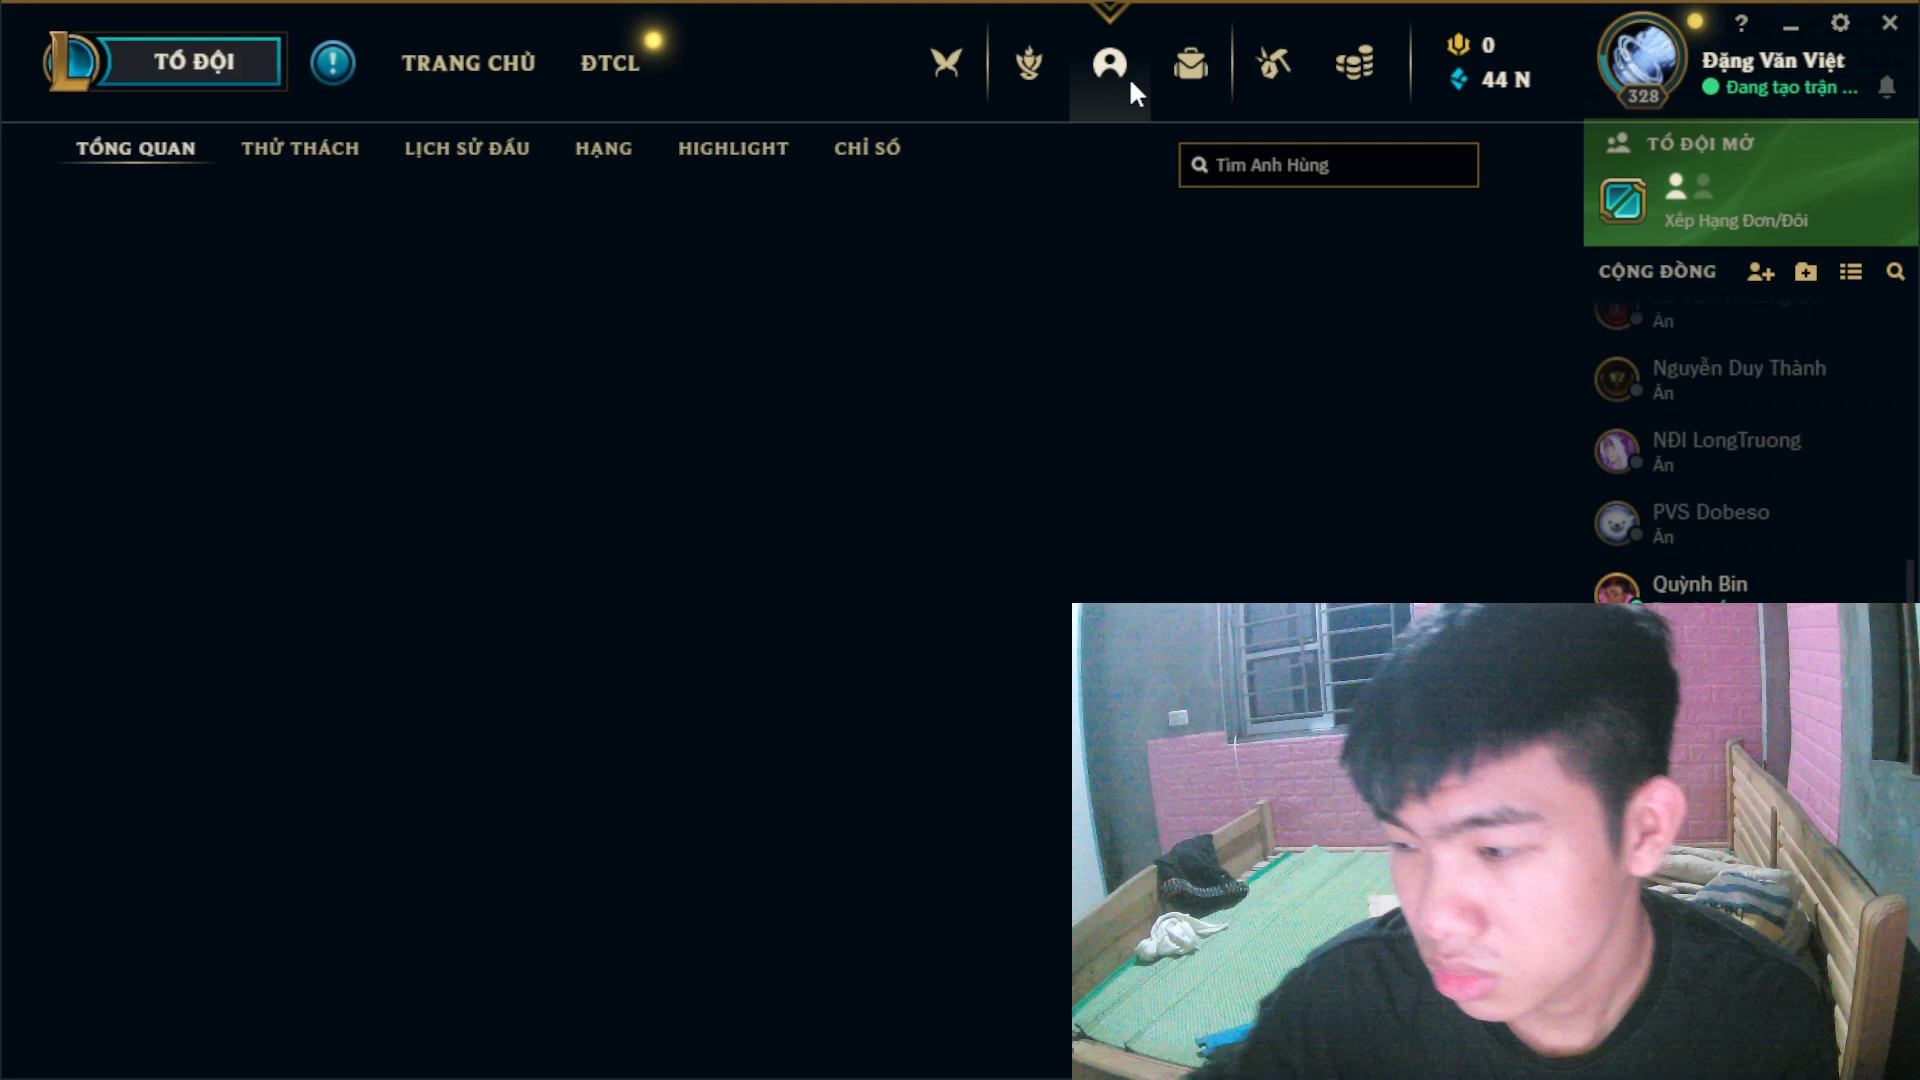 TỔ ĐỘI
TRANG CHỦ
ĐTCL
0
44 N
?
328
Đặng Văn Việt
Đang tạo trận ...
TỔNG QUAN
THỬ THÁCH
LỊCH SỬ ĐẤU
HẠNG
HIGHLIGHT
CHỈ SỐ
Tìm Anh Hùng
TỔ ĐỘI MỞ
Xếp Hạng Đơn/Đôi
CỘNG ĐỒNG
Ẩn
Nguyễn Duy Thành
Ẩn
NĐI LongTruong
Ẩn
PVS Dobeso
Ẩn
Quỳnh Bin